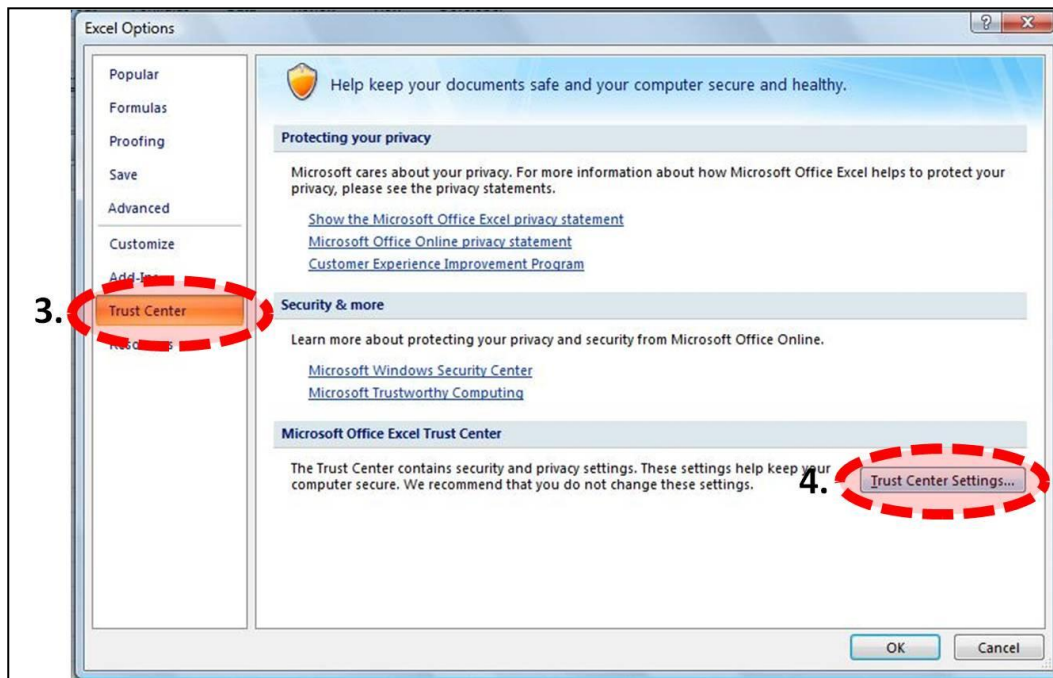 Excel Options
Popular
Formulas
Proofing
Save
Advanced
Customize
Add-Ins
3.
Trust Center
Resources
Help keep your documents safe and your computer secure and healthy.
Protecting your privacy
Microsoft cares about your privacy. For more information about how Microsoft Office Excel helps to protect your
privacy, please see the privacy statements.
Show the Microsoft Office Excel privacy statement
Microsoft Office Online privacy statement
Customer Experience Improvement Program
Security & more
Learn more about protecting your privacy and security from Microsoft Office Online.
Microsoft Windows Security Center
Microsoft Trustworthy Computing
Microsoft Office Excel Trust Center
The Trust Center contains security and privacy settings. These settings help keep your
computer secure. We recommend that you do not change these settings.
4.
Trust Center Settings...
OK
Cancel